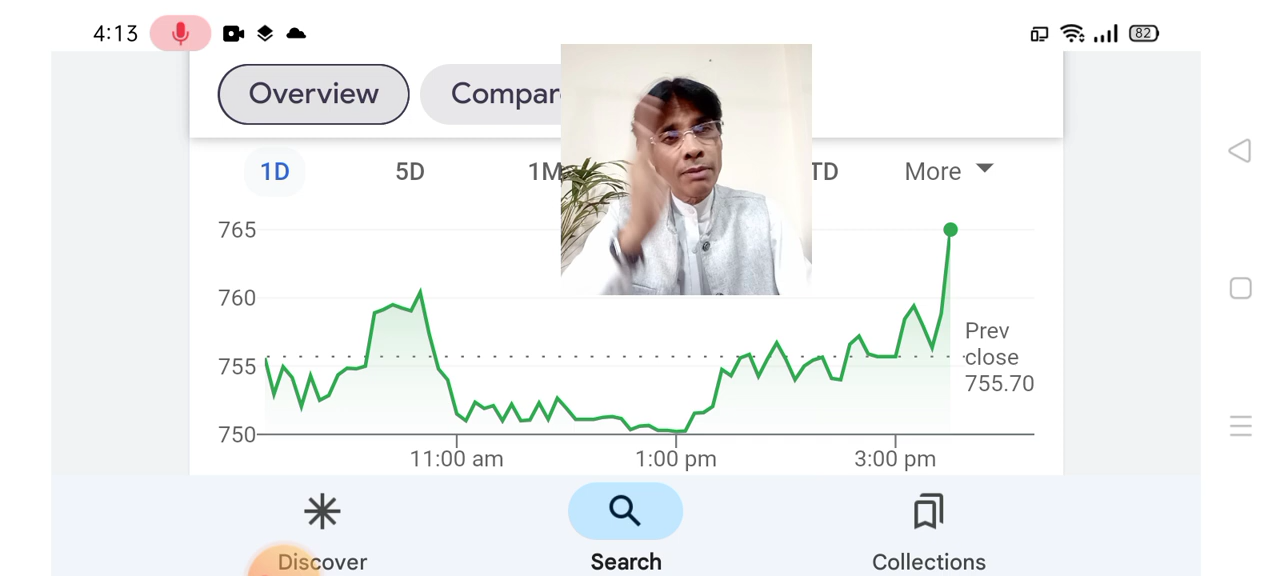 4:13
82
Overview
Compar
1D 5D 1M TD More
765
760
755
750
Prev
close
755.70
11:00 am 1:00 pm 3:00 pm
Discover
Search
Collections